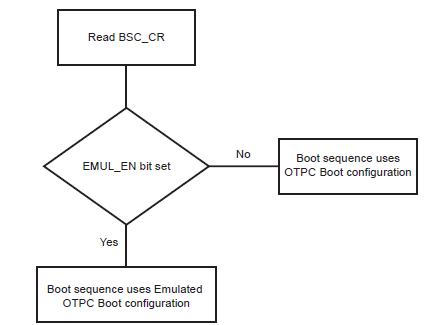 Read BSC_CR
EMUL_EN bit set
No
Boot sequence uses
OTPC Boot configuration
Yes
Boot sequence uses Emulated
OTPC Boot configuration